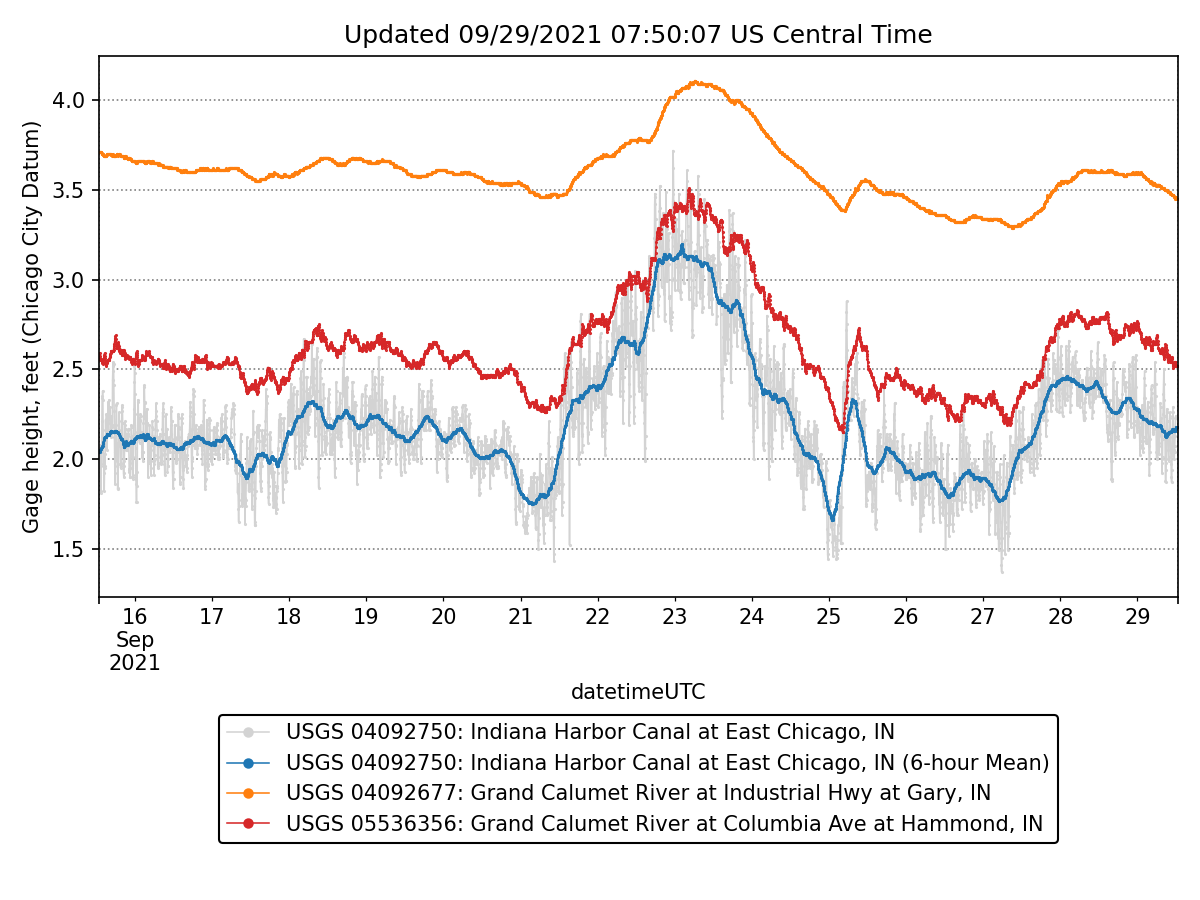 Updated 09/29/2021 07:50:07 US Central Time
Gage height, feet (Chicago City Datum)
4.0
3.5
3.0
2.5
2.0
1.5
16 17 18 19 20 21 22 23 24 25 26 27 28 29
Sep
2021
datetimeUTC
USGS 04092750: Indiana Harbor Canal at East Chicago, IN
USGS 04092750: Indiana Harbor Canal at East Chicago, IN (6-hour Mean)
USGS 04092677: Grand Calumet River at Industrial Hwy at Gary, IN
USGS 05536356: Grand Calumet River at Columbia Ave at Hammond, IN